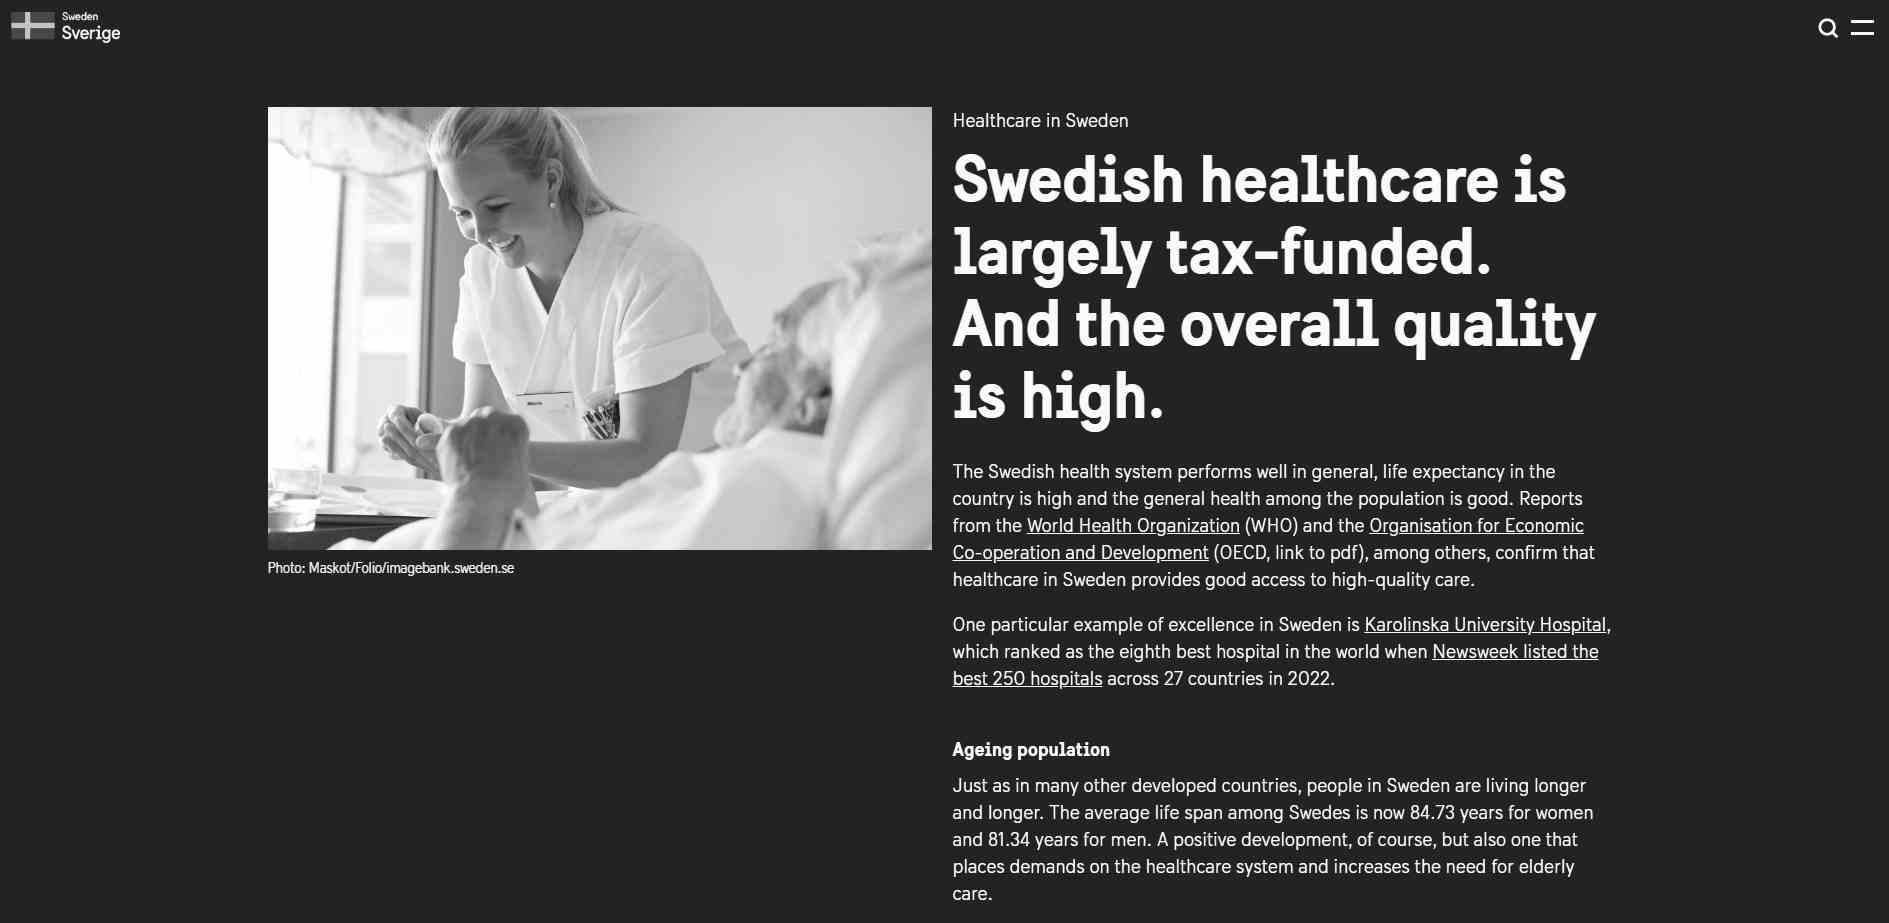 Sweden
Sverige
Healthcare in Sweden
Swedish healthcare is
largely tax-funded.
And the overall quality
is high.
The Swedish health system performs well in general, life expectancy in the
country is high and the general health among the population is good. Reports
from the World Health Organization (WHO) and the Organisation for Economic
Co-operation and Development (OECD, link to pdf), among others, confirm that
healthcare in Sweden provides good access to high-quality care.
One particular example of excellence in Sweden is Karolinska University Hospital,
which ranked as the eighth best hospital in the world when Newsweek listed the
best 250 hospitals across 27 countries in 2022.
Ageing population
Just as in many other developed countries, people in Sweden are living longer
and longer. The average life span among Swedes is now 84.73 years for women
and 81.34 years for men. A positive development, of course, but also one that
places demands on the healthcare system and increases the need for elderly
care.
Photo: Maskot/Folio/imagebank.sweden.se